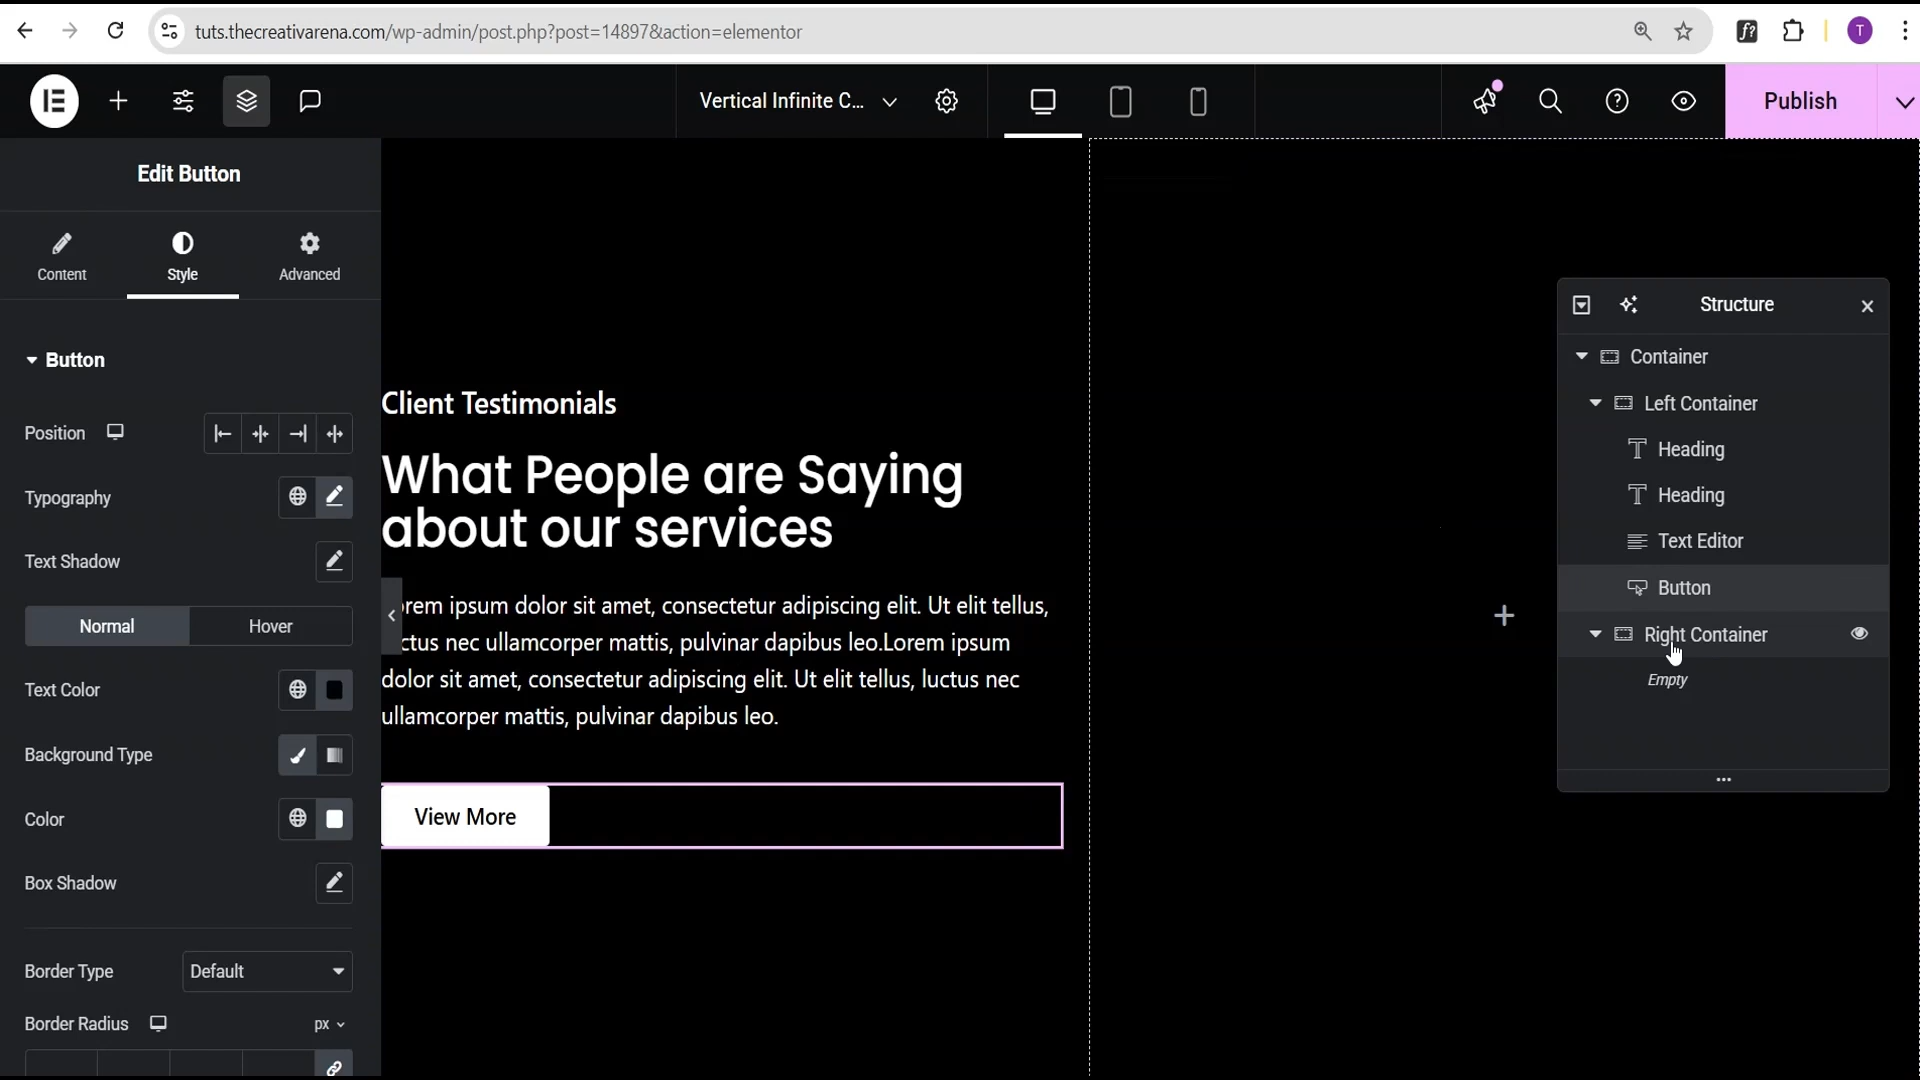 tuts.thecreativarena.com/wp-admin/post.php?post=14897&action=elementor
T
Vertical Infinite C...
Publish
Edit Button
Content
Style
Advanced
Button
Position
Typography
Text Shadow
Normal
Hover
Text Color
Background Type
Color
Box Shadow
Border Type
Default
Border Radius
px
Client Testimonials
What People are Saying
about our services
orem ipsum dolor sit amet, consectetur adipiscing elit. Ut elit tellus,
ctus nec ullamcorper mattis, pulvinar dapibus leo.Lorem ipsum
dolor sit amet, consectetur adipiscing elit. Ut elit tellus, luctus nec
ullamcorper mattis, pulvinar dapibus leo.
View More
Structure
Container
Left Container
Heading
Heading
Text Editor
Button
Right Container
Empty